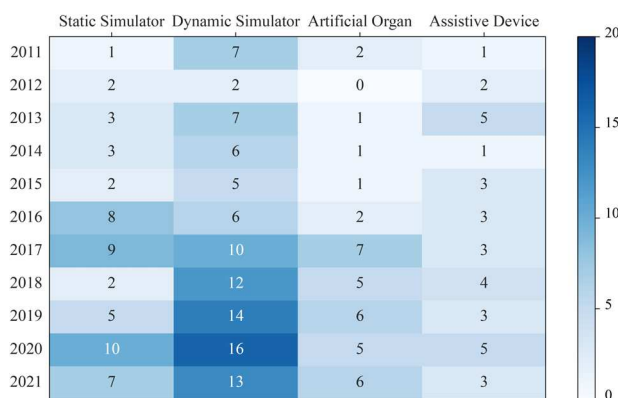 Static Simulator Dynamic Simulator Artificial Organ Assistive Device
2011 1 7 2 1
2012 2 2 0 2
2013 3 7 1 5
2014 3 6 1 1
2015 2 5 1 3
2016 8 6 2 3
2017 9 10 7 3
2018 2 12 5 4
2019 5 14 6 3
2020 10 16 5 5
2021 7 13 6 3
20
15
10
5
0